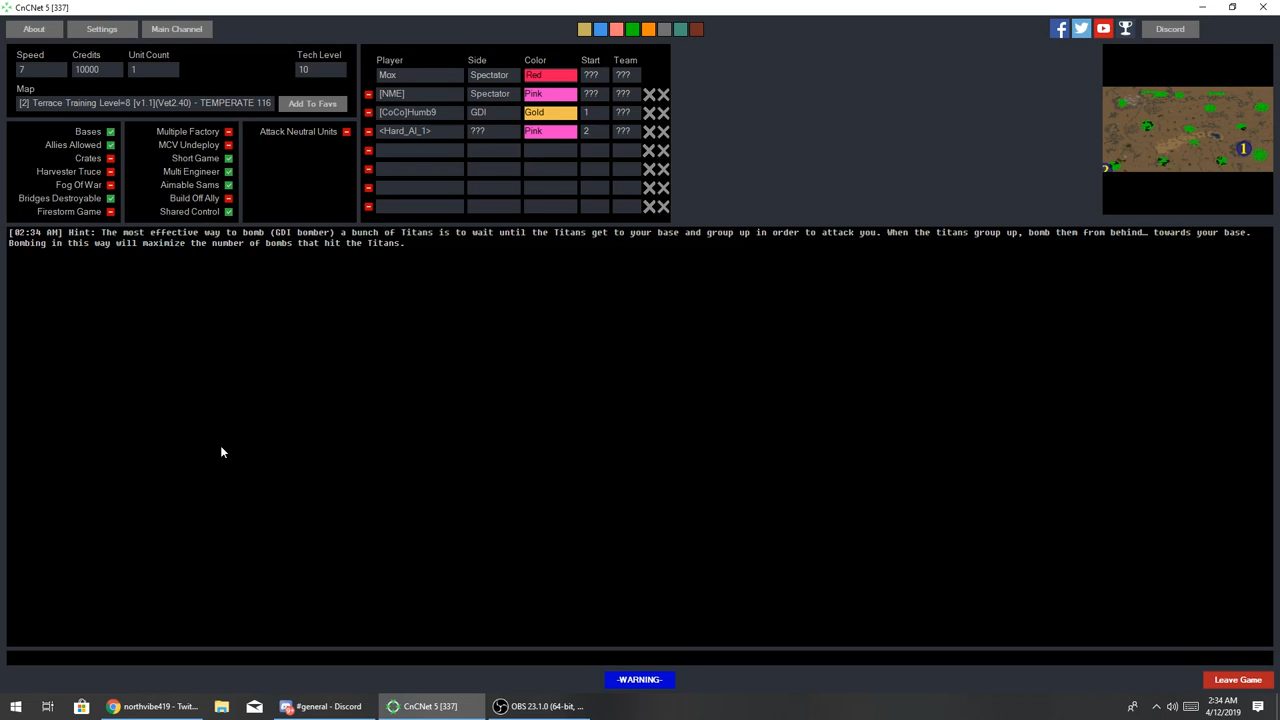 CnCNet 5 [337]
About
Settings
Main Channel
Discord
Speed
Credits
Unit Count
Tech Level
7
10000
1
10
Map
[2] Terrace Training Level=8 [v1.1](Vet2.40) - TEMPERATE 116
Add To Favs
Bases
Multiple Factory
Attack Neutral Units
Allies Allowed
MCV Undeploy
Crates
Short Game
Harvester Truce
Multi Engineer
Fog Of War
Aimable Sams
Bridges Destroyable
Build Off Ally
Firestorm Game
Shared Control
Player Side Color Start Team
Max Spectator Red ??? ???
[NME] Spectator Pink ??? ???
[CoCo]Humb9 GDI Gold 1 ???
<Hard_AI_1> ??? Pink 2 ???
1
2
[02:34 AM] Hint: The most effective way to bomb (GDI bomber) a bunch of Titans is to wait until the Titans get to your base and group up in order to attack you. When the titans group up, bomb them from behind… towards your base.
Bombing in this way will maximize the number of bombs that hit the Titans.
-WARNING-
Leave Game
northvibe419 - Twit...
#general - Discord
CnCNet 5 [337]
OBS 23.1.0 (64-bit, ...
2:34 AM
4/12/2019